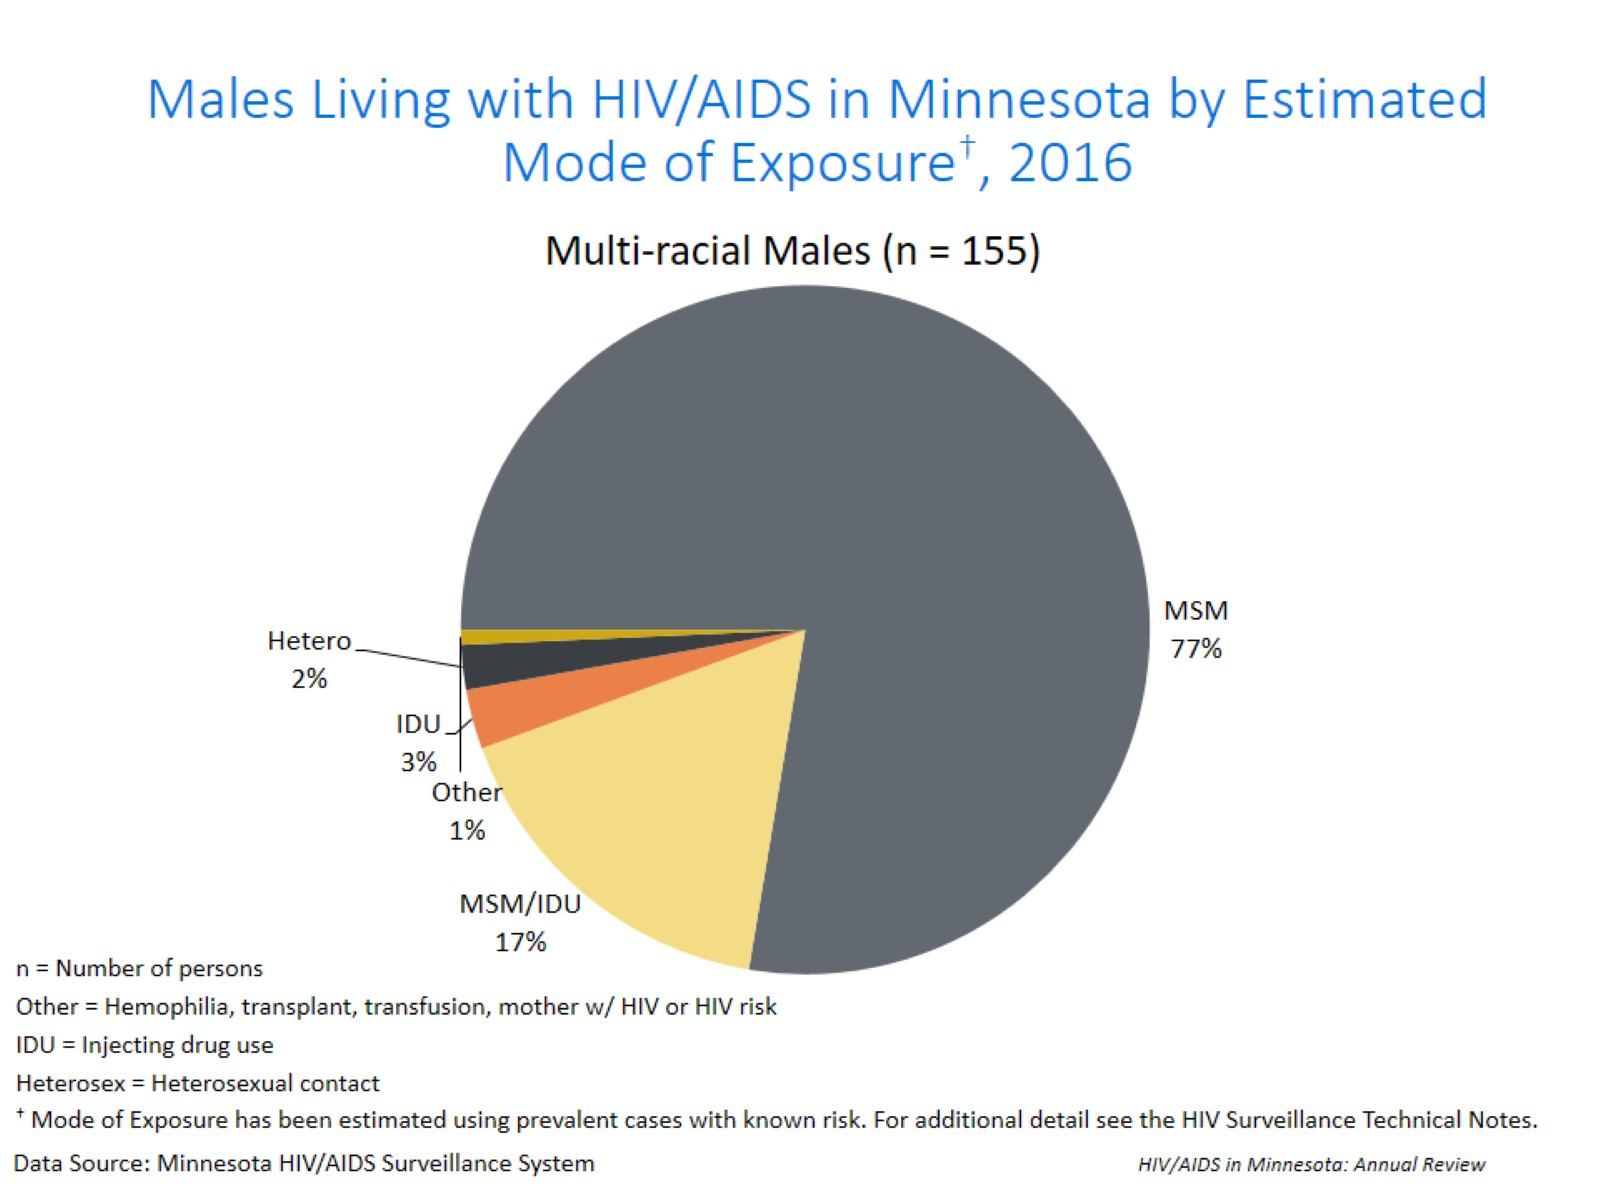 Males Living with HIV/AIDS in Minnesota by Estimated
Mode of Exposure†, 2016
Multi-racial Males (n = 155)
MSM
77%
Hetero
2%
IDU
3%
Other
1%
MSM/IDU
17%
n = Number of persons
Other = Hemophilia, transplant, transfusion, mother w/ HIV or HIV risk
IDU = Injecting drug use
Heterosex = Heterosexual contact
† Mode of Exposure has been estimated using prevalent cases with known risk. For additional detail see the HIV Surveillance Technical Notes.
Data Source: Minnesota HIV/AIDS Surveillance System
HIV/AIDS in Minnesota: Annual Review